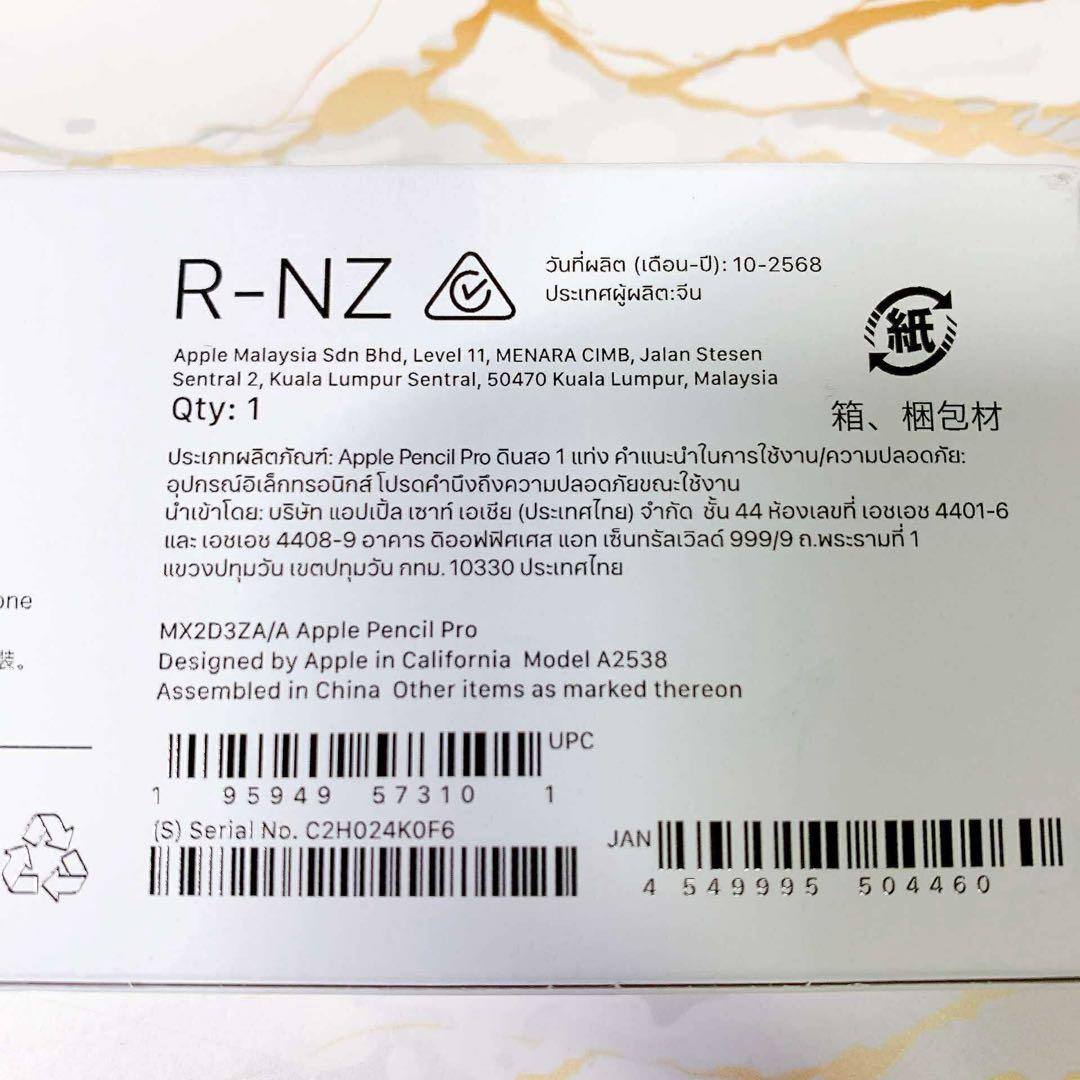 R-NZ
วันที่ผลิต (เดือน-ปี): 10-2568
ประเทศผู้ผลิต:จีน
紙
Apple Malaysia Sdn Bhd, Level 11, MENARA CIMB, Jalan Stesen
Sentral 2, Kuala Lumpur Sentral, 50470 Kuala Lumpur, Malaysia
Qty: 1
箱、梱包材
ประเภทผลิตภัณฑ์: Apple Pencil Pro ดินสอ 1 แท่ง คำแนะนำในการใช้งาน/ความปลอดภัย:
อุปกรณ์อิเล็กทรอนิกส์ โปรดคำนึงถึงความปลอดภัยขณะใช้งาน
นำเข้าโดย: บริษัท แอปเปิ้ล เซาท์ เอเชีย (ประเทศไทย) จำกัด ชั้น 44 ห้องเลขที่ เอชเอช 4401-6
และ เอชเอช 4408-9 อาคาร ดิออฟฟิศเศส แอท เซ็นทรัลเวิลด์ 999/9 ถ.พระรามที่ 1
แขวงปทุมวัน เขตปทุมวัน กทม. 10330 ประเทศไทย
one
装。
MX2D3ZA/A Apple Pencil Pro
Designed by Apple in California Model A2538
Assembled in China Other items as marked thereon
UPC
1 95949 57310 1
(S) Serial No. C2H024K0F6
JAN
4 549995 504460